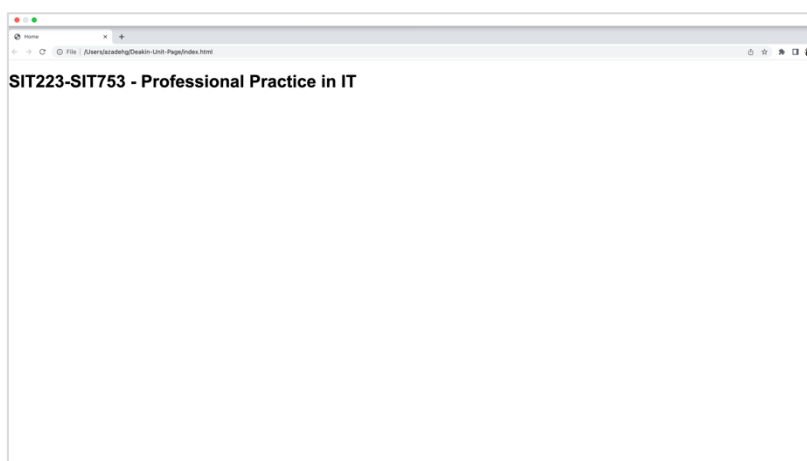 Home
File /Users/azadehg/Deakin-Unit-Page/index.html
SIT223-SIT753 - Professional Practice in IT